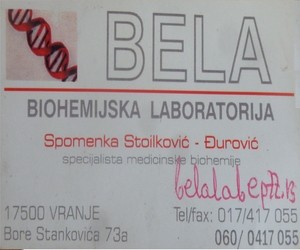 BELA
BIOHEMIJSKA LABORATORIJA
Spomenka Stoilković - Đurović
specijalista medicinske biohemije
17500 VRANJE
Bore Stankovića 73a
Tel/fax: 017/417 055
060/ 0417 055